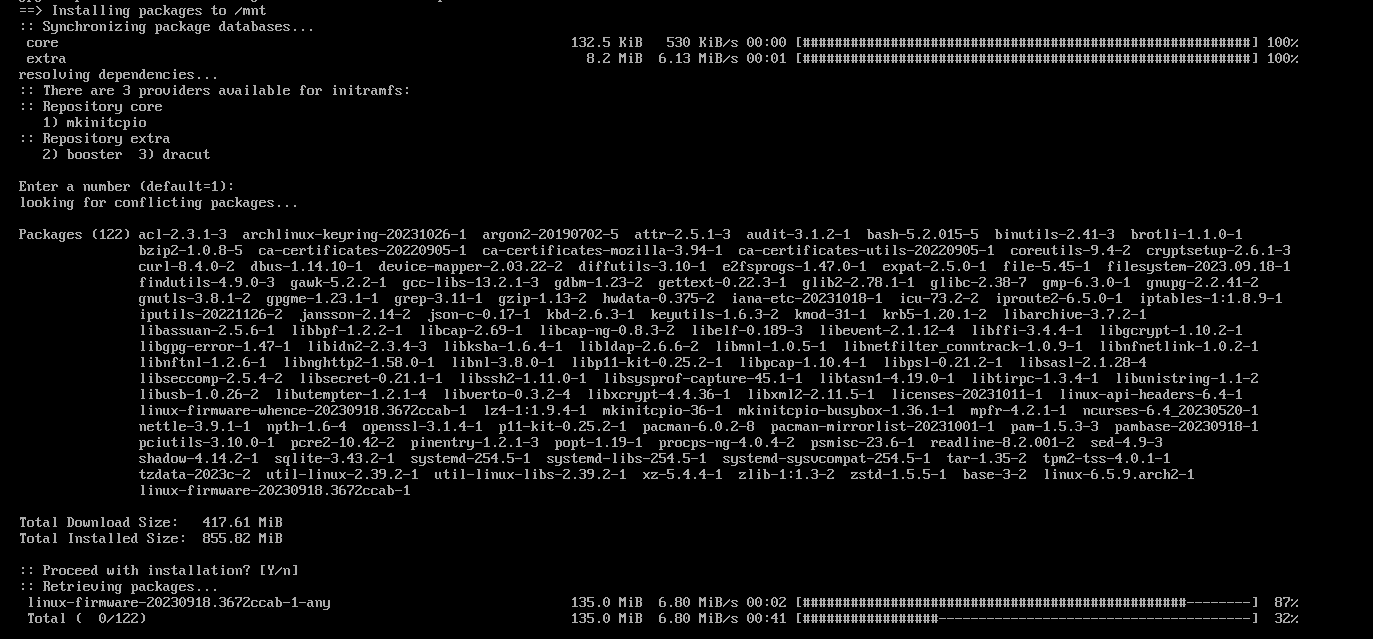 ==> Installing packages to /mnt
:: Synchronizing package databases...
core 132.5 KiB 530 KiB/s 00:00 [########################################################] 100%
extra 8.2 MiB 6.13 MiB/s 00:01 [########################################################] 100%
resolving dependencies...
:: There are 3 providers available for initramfs:
:: Repository core
1) mkinitcpio
:: Repository extra
2) booster 3) dracut
Enter a number (default=1):
looking for conflicting packages...
Packages (122) acl-2.3.1-3 archlinux-keyring-20231026-1 argon2-20190702-5 attr-2.5.1-3 audit-3.1.2-1 bash-5.2.015-5 binutils-2.41-3 brotli-1.1.0-1
bzip2-1.0.8-5 ca-certificates-20220905-1 ca-certificates-mozilla-3.94-1 ca-certificates-utils-20220905-1 coreutils-9.4-2 cryptsetup-2.6.1-3
curl-8.4.0-2 dbus-1.14.10-1 device-mapper-2.03.22-2 diffutils-3.10-1 e2fsprogs-1.47.0-1 expat-2.5.0-1 file-5.45-1 filesystem-2023.09.18-1
findutils-4.9.0-3 gawk-5.2.2-1 gcc-libs-13.2.1-3 gdbm-1.23-2 gettext-0.22.3-1 glib2-2.78.1-1 glibc-2.38-7 gmp-6.3.0-1 gnupg-2.2.41-2
gnutls-3.8.1-2 gpgme-1.23.1-1 grep-3.11-1 gzip-1.13-2 hwdata-0.375-2 iana-etc-20231018-1 icu-73.2-2 iproute2-6.5.0-1 iptables-1:1.8.9-1
iputils-20221126-2 jansson-2.14-2 json-c-0.17-1 kbd-2.6.3-1 keyutils-1.6.3-2 kmod-31-1 krb5-1.20.1-2 libarchive-3.7.2-1
libassuan-2.5.6-1 libbpf-1.2.2-1 libcap-2.69-1 libcap-ng-0.8.3-2 libelf-0.189-3 libevent-2.1.12-4 libffi-3.4.4-1 libgcrypt-1.10.2-1
libgpg-error-1.47-1 libidn2-2.3.4-3 libksba-1.6.4-1 libldap-2.6.6-2 libmnl-1.0.5-1 libnetfilter_conntrack-1.0.9-1 libnfnetlink-1.0.2-1
libnftnl-1.2.6-1 libnghttp2-1.58.0-1 libnl-3.8.0-1 libp11-kit-0.25.2-1 libpcap-1.10.4-1 libpsl-0.21.2-1 libsasl-2.1.28-4
libseccomp-2.5.4-2 libsecret-0.21.1-1 libssh2-1.11.0-1 libsysprof-capture-45.1-1 libtasn1-4.19.0-1 libtirpc-1.3.4-1 libunistring-1.1-2
libusb-1.0.26-2 libutempter-1.2.1-4 libverto-0.3.2-4 libxcrypt-4.4.36-1 libxml2-2.11.5-1 licenses-20231011-1 linux-api-headers-6.4-1
linux-firmware-whence-20230918.3672ccab-1 lz4-1:1.9.4-1 mkinitcpio-36-1 mkinitcpio-busybox-1.36.1-1 mpfr-4.2.1-1 ncurses-6.4_20230520-1
nettle-3.9.1-1 npth-1.6-4 openssl-3.1.4-1 p11-kit-0.25.2-1 pacman-6.0.2-8 pacman-mirrorlist-20231001-1 pam-1.5.3-3 pambase-20230918-1
pciutils-3.10.0-1 pcre2-10.42-2 pinentry-1.2.1-3 popt-1.19-1 procps-ng-4.0.4-2 psmisc-23.6-1 readline-8.2.001-2 sed-4.9-3
shadow-4.14.2-1 sqlite-3.43.2-1 systemd-254.5-1 systemd-libs-254.5-1 systemd-sysvcompat-254.5-1 tar-1.35-2 tpm2-tss-4.0.1-1
tzdata-2023c-2 util-linux-2.39.2-1 util-linux-libs-2.39.2-1 xz-5.4.4-1 zlib-1:1.3-2 zstd-1.5.5-1 base-3-2 linux-6.5.9.arch2-1
linux-firmware-20230918.3672ccab-1
Total Download Size: 417.61 MiB
Total Installed Size: 855.82 MiB
:: Proceed with installation? [Y/n]
:: Retrieving packages...
linux-firmware-20230918.3672ccab-1-any 135.0 MiB 6.80 MiB/s 00:02 [################################################--------] 87%
Total ( 0/122) 135.0 MiB 6.80 MiB/s 00:41 [#################---------------------------------------] 32%